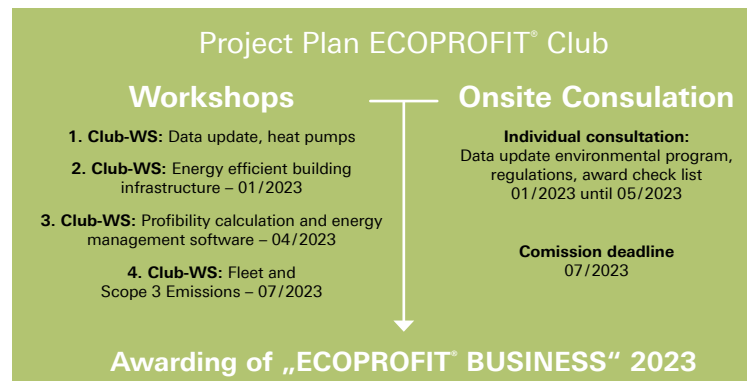 Project Plan ECOPROFIT® Club
Workshops
1. Club-WS: Data update, heat pumps
2. Club-WS: Energy efficient building
infrastructure – 01/2023
3. Club-WS: Profibility calculation and energy
management software – 04/2023
4. Club-WS: Fleet and
Scope 3 Emissions – 07/2023
Onsite Consulation
Individual consultation:
Data update environmental program,
regulations, award check list
01/2023 until 05/2023
Comission deadline
07/2023
Awarding of „ECOPROFIT® BUSINESS“ 2023